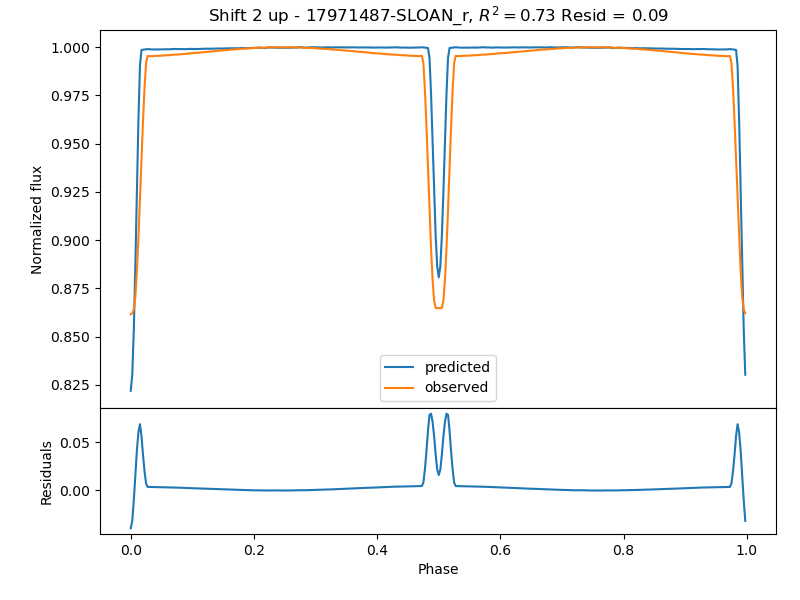 Shift 2 up - 17971487-SLOAN_r, R² = 0.73 Resid = 0.09
1.000
0.975
0.950
0.925
0.900
0.875
0.850
0.825
Normalized flux
predicted
observed
0.05
0.00
Residuals
0.0 0.2 0.4 0.6 0.8 1.0
Phase